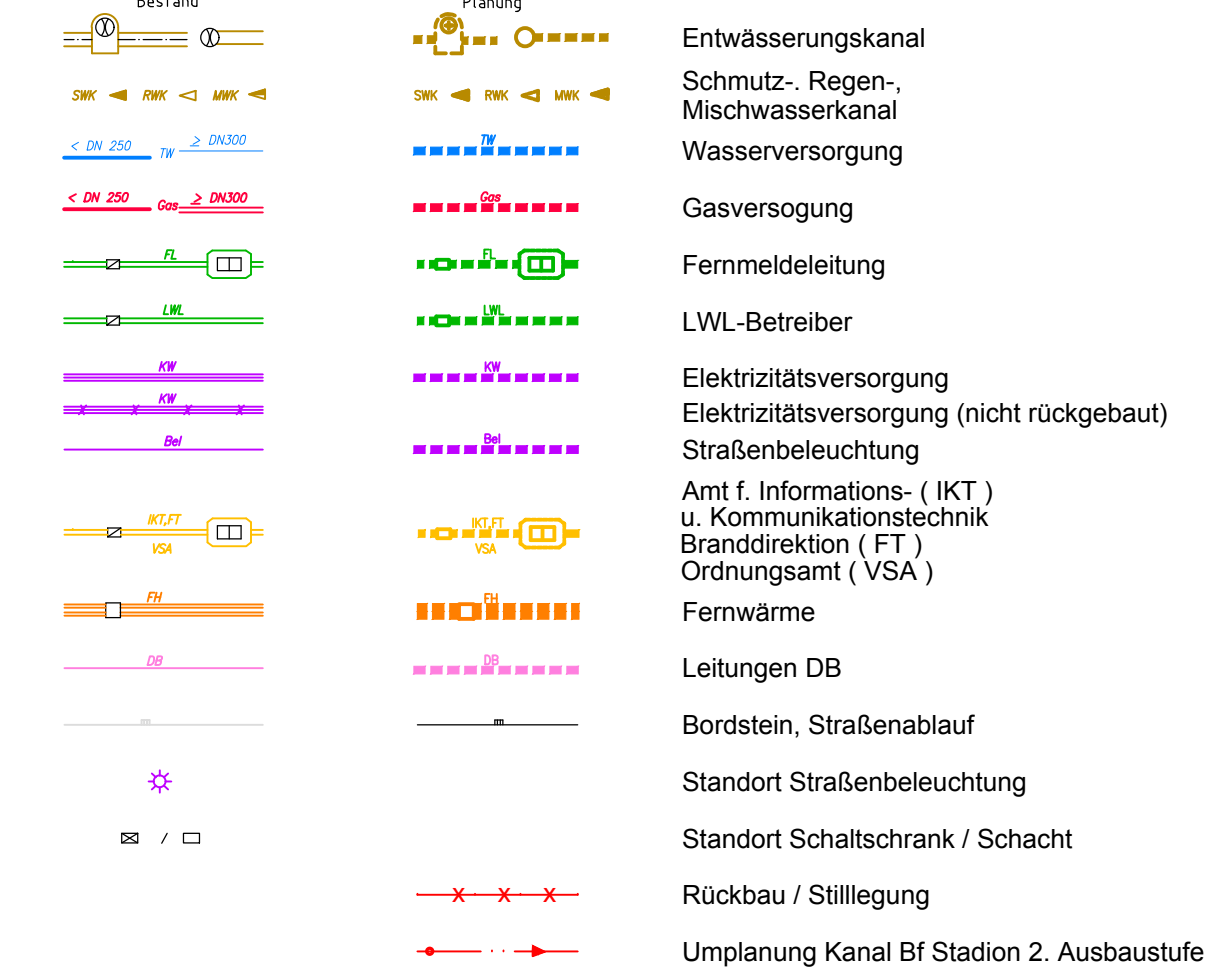 Bestand Planung
Entwässerungskanal
SWK RWK MWK SWK RWK MWK Schmutz-. Regen-,
Mischwasserkanal
< DN 250 TW ≥ DN300 TW Wasserversorgung
< DN 250 Gas ≥ DN300 Gas Gasversogung
FL FL Fernmeldeleitung
LWL LWL LWL-Betreiber
KW KW Elektrizitätsversorgung
KW Elektrizitätsversorgung (nicht rückgebaut)
Bel Bel Straßenbeleuchtung
Amt f. Informations- ( IKT )
IKT,FT IKT,FT u. Kommunikationstechnik
VSA VSA Branddirektion ( FT )
Ordnungsamt ( VSA )
FH FH Fernwärme
DB DB Leitungen DB
Bordstein, Straßenablauf
Standort Straßenbeleuchtung
/ Standort Schaltschrank / Schacht
X X X Rückbau / Stilllegung
Umplanung Kanal Bf Stadion 2. Ausbaustufe